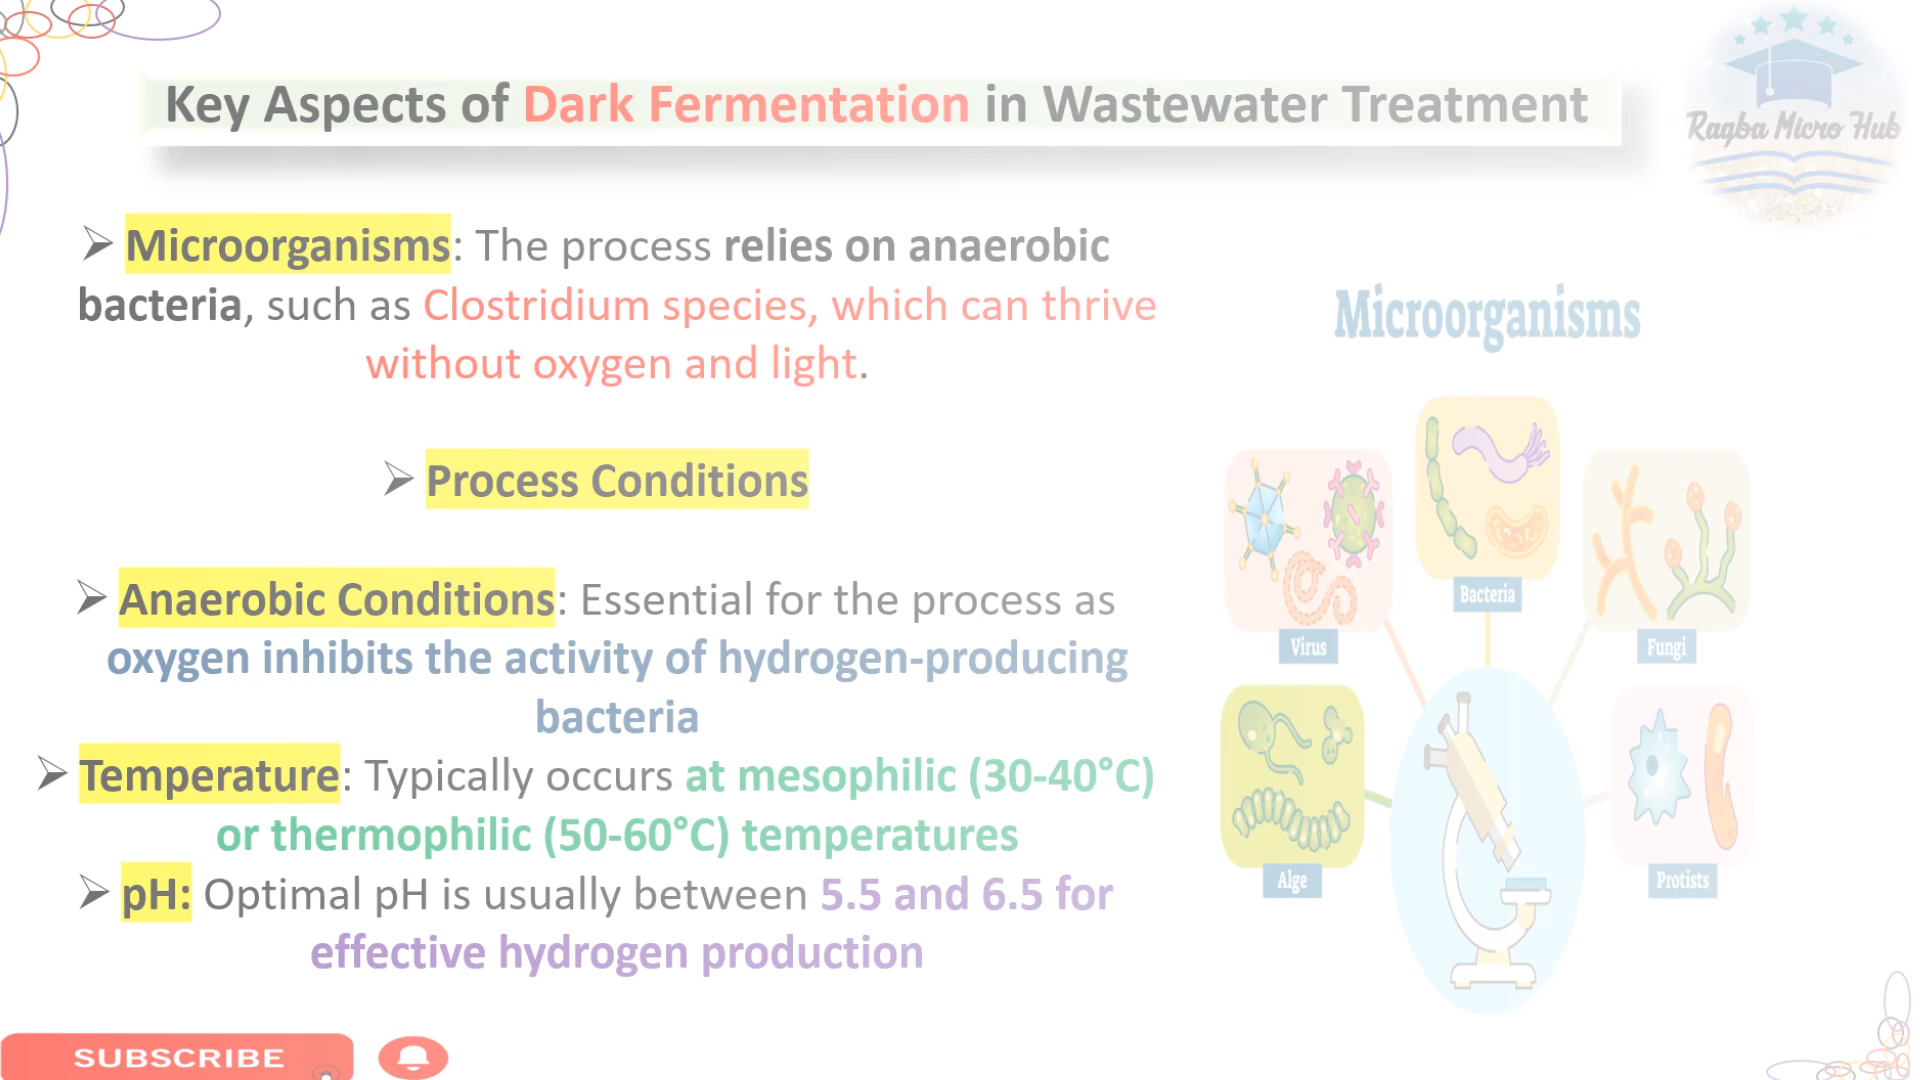 Key Aspects of Dark Fermentation in Wastewater Treatment
Ragba Micro Hub
➢ Microorganisms: The process relies on anaerobic
bacteria, such as Clostridium species, which can thrive
without oxygen and light.
➢ Process Conditions
➢ Anaerobic Conditions: Essential for the process as
oxygen inhibits the activity of hydrogen-producing
bacteria
➢ Temperature: Typically occurs at mesophilic (30-40°C)
or thermophilic (50-60°C) temperatures
➢ pH: Optimal pH is usually between 5.5 and 6.5 for
effective hydrogen production
Microorganisms
Bacteria
Virus
Fungi
Alge
Protists
SUBSCRIBE